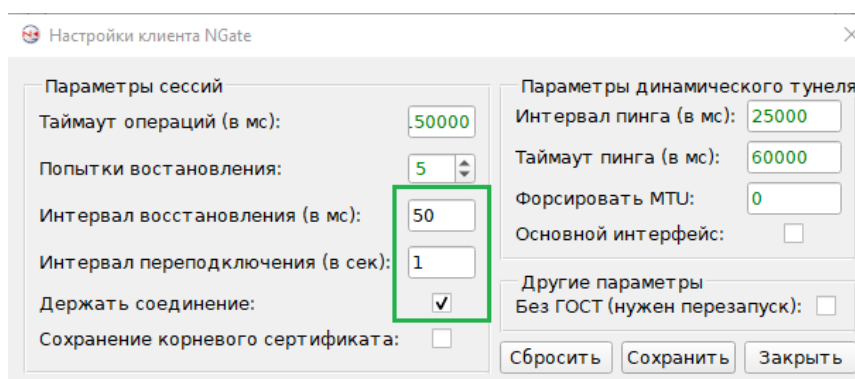 Настройки клиента NGate
Параметры сессий
Таймаут операций (в мс): .50000
Попытки востановления: 5
Интервал восстановления (в мс): 50
Интервал переподключения (в сек): 1
Держать соединение:
Сохранение корневого сертификата:
Параметры динамического тунеля
Интервал пинга (в мс): 25000
Таймаут пинга (в мс): 60000
Форсировать MTU: 0
Основной интерфейс:
Другие параметры
Без ГОСТ (нужен перезапуск):
Сбросить Сохранить Закрыть